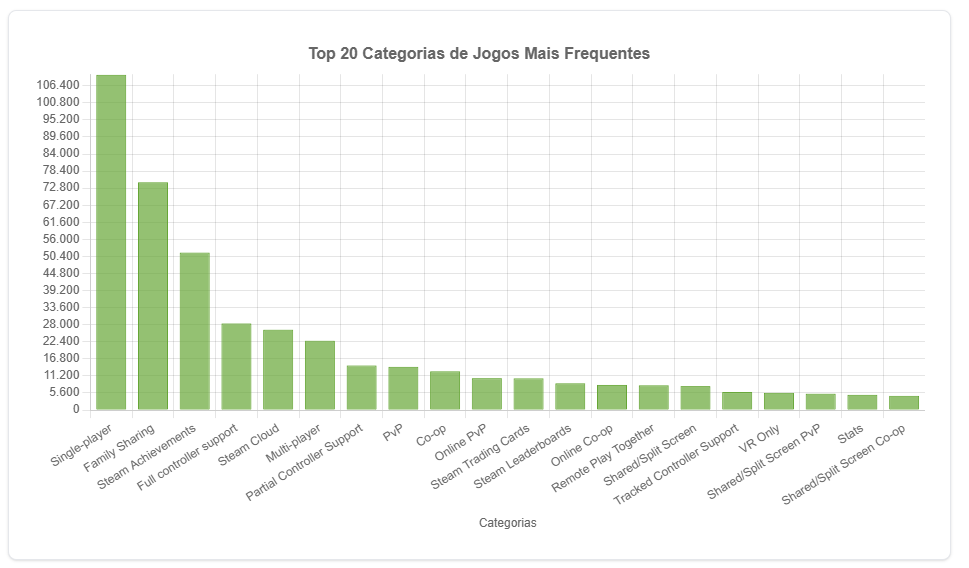 Top 20 Categorias de Jogos Mais Frequentes
106.400
100.800
95.200
89.600
84.000
78.400
72.800
67.200
61.600
56.000
50.400
44.800
39.200
33.600
28.000
22.400
16.800
11.200
5.600
0
Single-player
Family Sharing
Steam Achievements
Full controller support
Steam Cloud
Multi-player
Partial Controller Support
PvP
Co-op
Online PvP
Steam Trading Cards
Steam Leaderboards
Online Co-op
Remote Play Together
Shared/Split Screen
Tracked Controller Support
VR Only
Shared/Split Screen PvP
Stats
Shared/Split Screen Co-op
Categorias